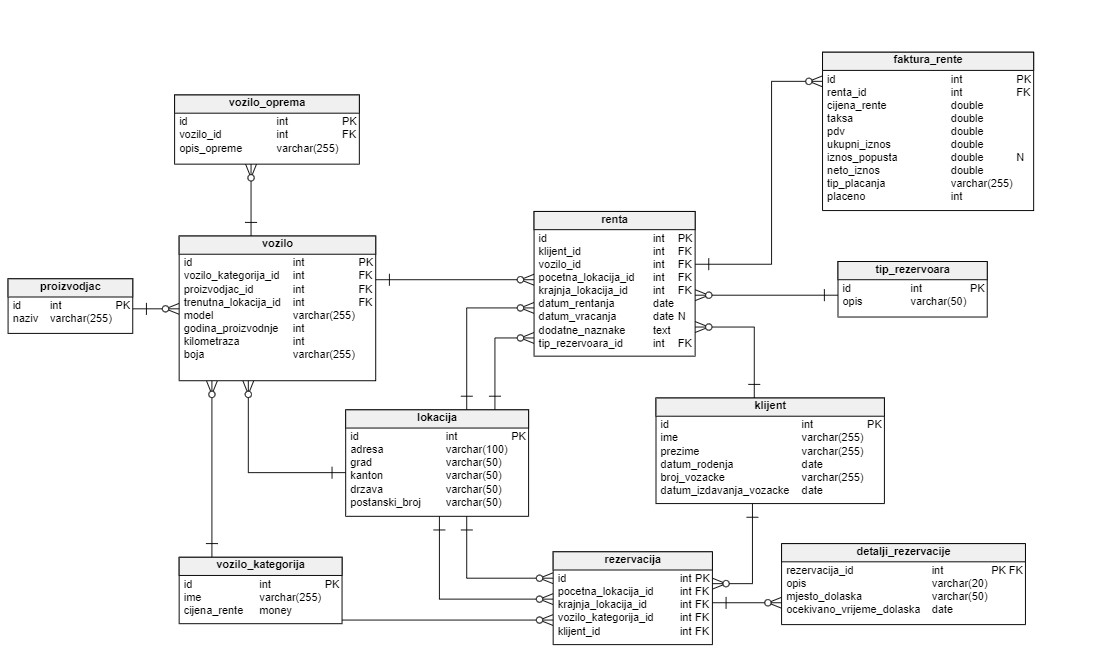 faktura_rente
id int PK
renta_id int FK
cijena_rente double
taksa double
pdv double
ukupni_iznos double
iznos_popusta double N
neto_iznos double
tip_placanja varchar(255)
placeno int
vozilo_oprema
id int PK
vozilo_id int FK
opis_opreme varchar(255)
renta
id int PK
klijent_id int FK
vozilo_id int FK
pocetna_lokacija_id int FK
krajnja_lokacija_id int FK
datum_rentanja date
datum_vracanja date N
dodatne_naznake text
tip_rezervoara_id int FK
vozilo
id int PK
vozilo_kategorija_id int FK
proizvodjac_id int FK
trenutna_lokacija_id int FK
model varchar(255)
godina_proizvodnje int
kilometraza int
boja varchar(255)
tip_rezervoara
id int PK
opis varchar(50)
proizvodjac
id int PK
naziv varchar(255)
klijent
id int PK
ime varchar(255)
prezime varchar(255)
datum_rodenja date
broj_vozacke varchar(255)
datum_izdavanja_vozacke date
lokacija
id int PK
adresa varchar(100)
grad varchar(50)
kanton varchar(50)
drzava varchar(50)
postanski_broj varchar(50)
detalji_rezervacije
rezervacija_id int PK FK
opis varchar(20)
mjesto_dolaska varchar(50)
ocekivano_vrijeme_dolaska date
rezervacija
id int PK
pocetna_lokacija_id int FK
krajnja_lokacija_id int FK
vozilo_kategorija_id int FK
klijent_id int FK
vozilo_kategorija
id int PK
ime varchar(255)
cijena_rente money